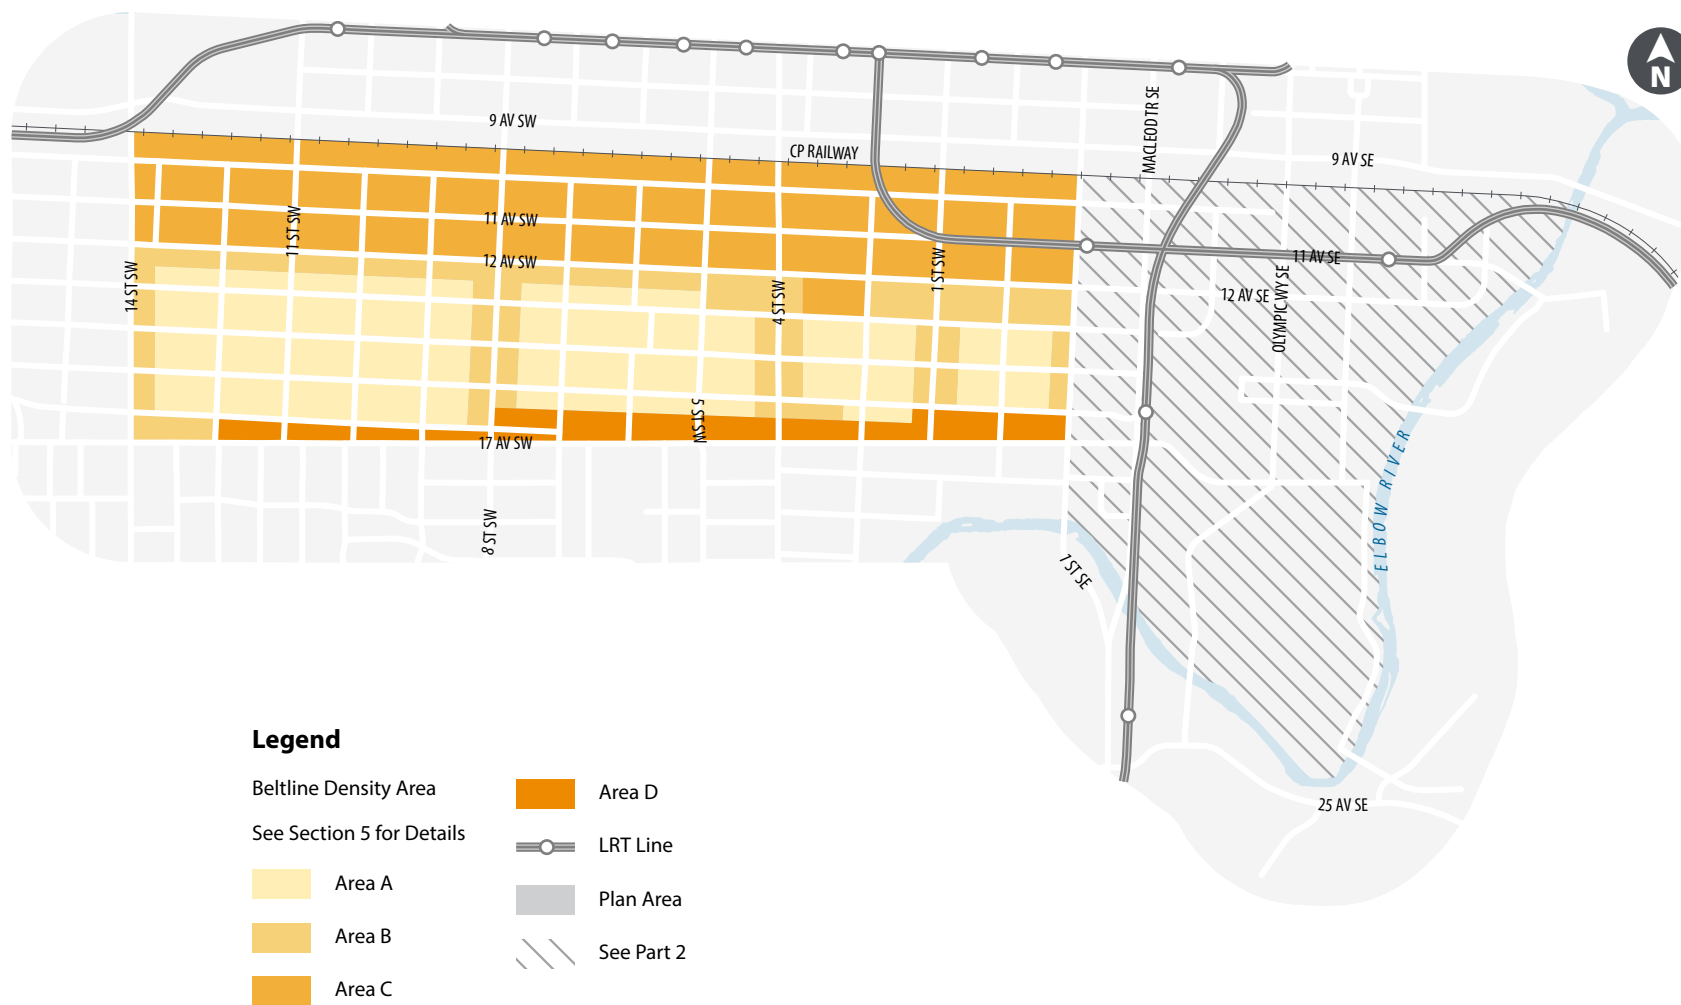 N
MACLEOD TR SE
9 AV SW
CP RAILWAY
9 AV SE
11 ST SW
11 AV SW
12 AV SW
14 ST SW
4 ST SW
1 ST SW
11 AV SE
12 AV SE
OLYMPIC WY SE
5 ST SW
17 AV SW
8 ST SW
1 ST SE
ELBOW RIVER
25 AV SE
Legend
Beltline Density Area
See Section 5 for Details
Area A
Area B
Area C
Area D
LRT Line
Plan Area
See Part 2